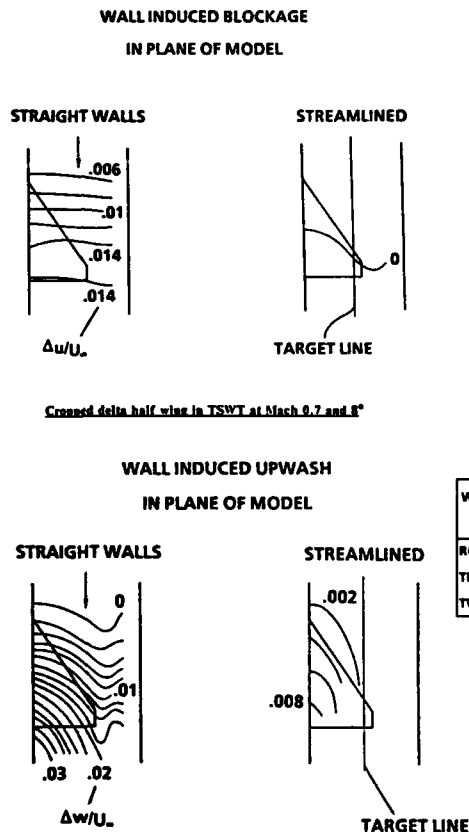 WALL INDUCED BLOCKAGE
IN PLANE OF MODEL
STRAIGHT WALLS
STREAMLINED
.006
.01
.014
.014
0
Δu/U∞
TARGET LINE
Cropped delta half wing in TSWT at Mach 0.7 and 8°
WALL INDUCED UPWASH
IN PLANE OF MODEL
STRAIGHT WALLS
STREAMLINED
0
.002
.01
.008
.03 .02
Δw/U∞
TARGET LINE